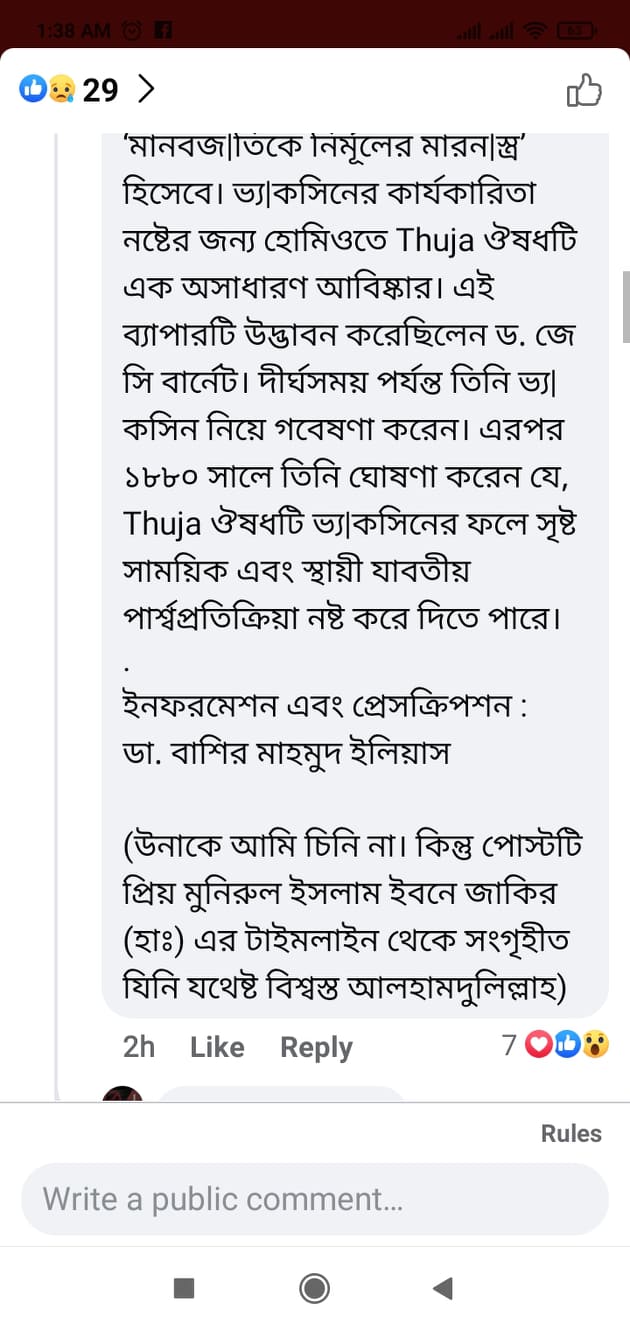 1:38 AM
29
'মানবজ|তিকে নির্মূলের মারন|স্ত্র'
হিসেবে। ভ্য|কসিনের কার্যকারিতা
নষ্টের জন্য হোমিওতে Thuja ঔষধটি
এক অসাধারণ আবিষ্কার। এই
ব্যাপারটি উদ্ভাবন করেছিলেন ড. জে
সি বার্নেট। দীর্ঘসময় পর্যন্ত তিনি ভ্য|
কসিন নিয়ে গবেষণা করেন। এরপর
১৮৮০ সালে তিনি ঘোষণা করেন যে,
Thuja ঔষধটি ভ্য|কসিনের ফলে সৃষ্ট
সাময়িক এবং স্থায়ী যাবতীয়
পার্শ্বপ্রতিক্রিয়া নষ্ট করে দিতে পারে।
.
ইনফরমেশন এবং প্রেসক্রিপশন :
ডা. বাশির মাহমুদ ইলিয়াস
(উনাকে আমি চিনি না। কিন্তু পোস্টটি
প্রিয় মুনিরুল ইসলাম ইবনে জাকির
(হাঃ) এর টাইমলাইন থেকে সংগৃহীত
যিনি যথেষ্ট বিশ্বস্ত আলহামদুলিল্লাহ)
2h Like Reply 7
Rules
Write a public comment...